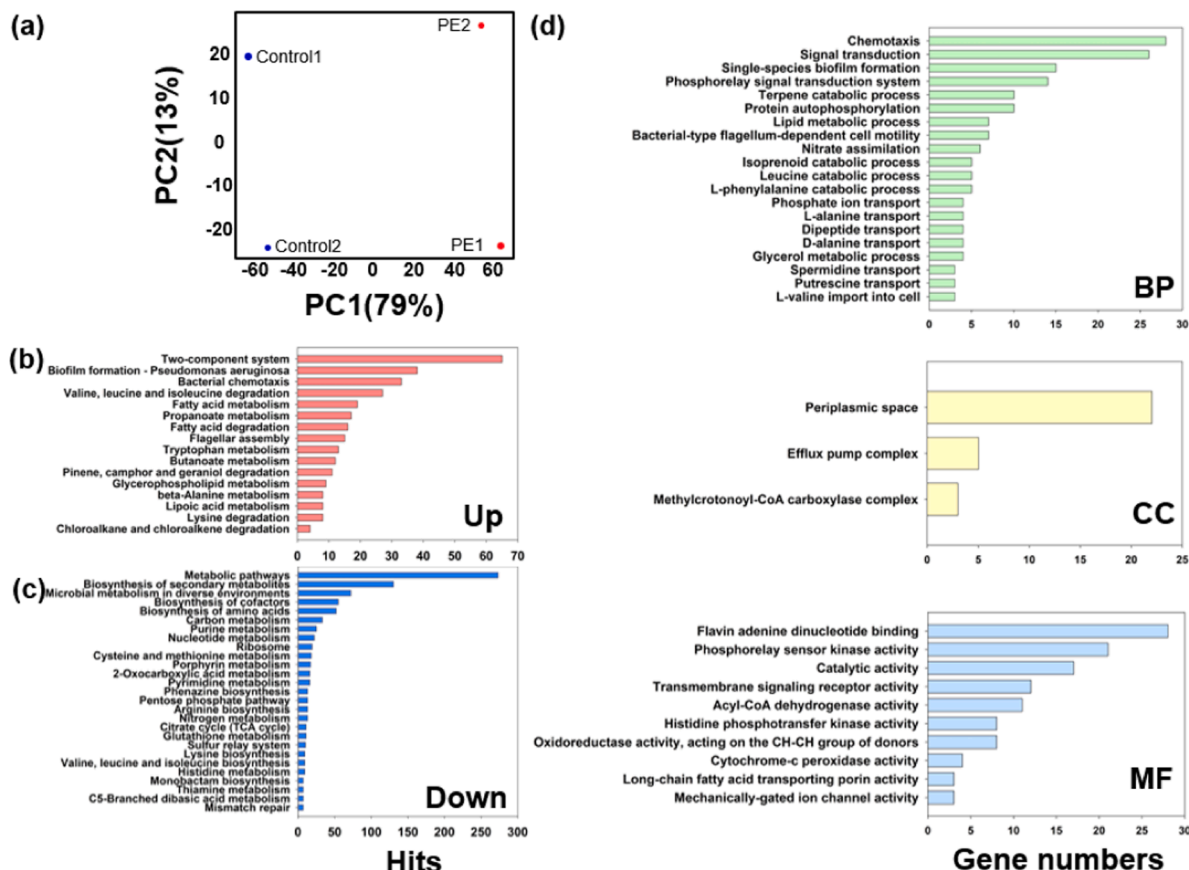 (a)
PE2
Control1
Control2
PE1
20
10
0
-10
-20
PC2(13%)
-60 -40 -20 0 20 40 60
PC1(79%)
(b)
Two-component system
Biofilm formation - Pseudomonas aeruginosa
Bacterial chemotaxis
Valine, leucine and isoleucine degradation
Fatty acid metabolism
Propanoate metabolism
Fatty acid degradation
Flagellar assembly
Tryptophan metabolism
Butanoate metabolism
Pinene, camphor and geraniol degradation
Glycerophospholipid metabolism
beta-Alanine metabolism
Lipoic acid metabolism
Lysine degradation
Chloroalkane and chloroalkene degradation
Up
0 10 20 30 40 50 60 70
(c)
Metabolic pathways
Biosynthesis of secondary metabolites
Microbial metabolism in diverse environments
Biosynthesis of cofactors
Biosynthesis of amino acids
Carbon metabolism
Purine metabolism
Nucleotide metabolism
Ribosome
Cysteine and methionine metabolism
Porphyrin metabolism
2-Oxocarboxylic acid metabolism
Pyrimidine metabolism
Phenazine biosynthesis
Pentose phosphate pathway
Arginine biosynthesis
Nitrogen metabolism
Citrate cycle (TCA cycle)
Glutathione metabolism
Sulfur relay system
Lysine biosynthesis
Valine, leucine and isoleucine biosynthesis
Histidine metabolism
Monobactam biosynthesis
Thiamine metabolism
C5-Branched dibasic acid metabolism
Mismatch repair
Down
0 50 100 150 200 250 300
Hits
(d)
Chemotaxis
Signal transduction
Single-species biofilm formation
Phosphorelay signal transduction system
Terpene catabolic process
Protein autophosphorylation
Lipid metabolic process
Bacterial-type flagellum-dependent cell motility
Nitrate assimilation
Isoprenoid catabolic process
Leucine catabolic process
L-phenylalanine catabolic process
Phosphate ion transport
L-alanine transport
Dipeptide transport
D-alanine transport
Glycerol metabolic process
Spermidine transport
Putrescine transport
L-valine import into cell
BP
0 5 10 15 20 25 30
Periplasmic space
Efflux pump complex
Methylcrotonoyl-CoA carboxylase complex
CC
0 5 10 15 20 25
Flavin adenine dinucleotide binding
Phosphorelay sensor kinase activity
Catalytic activity
Transmembrane signaling receptor activity
Acyl-CoA dehydrogenase activity
Histidine phosphotransfer kinase activity
Oxidoreductase activity, acting on the CH-CH group of donors
Cytochrome-c peroxidase activity
Long-chain fatty acid transporting porin activity
Mechanically-gated ion channel activity
MF
0 5 10 15 20 25 30
Gene numbers